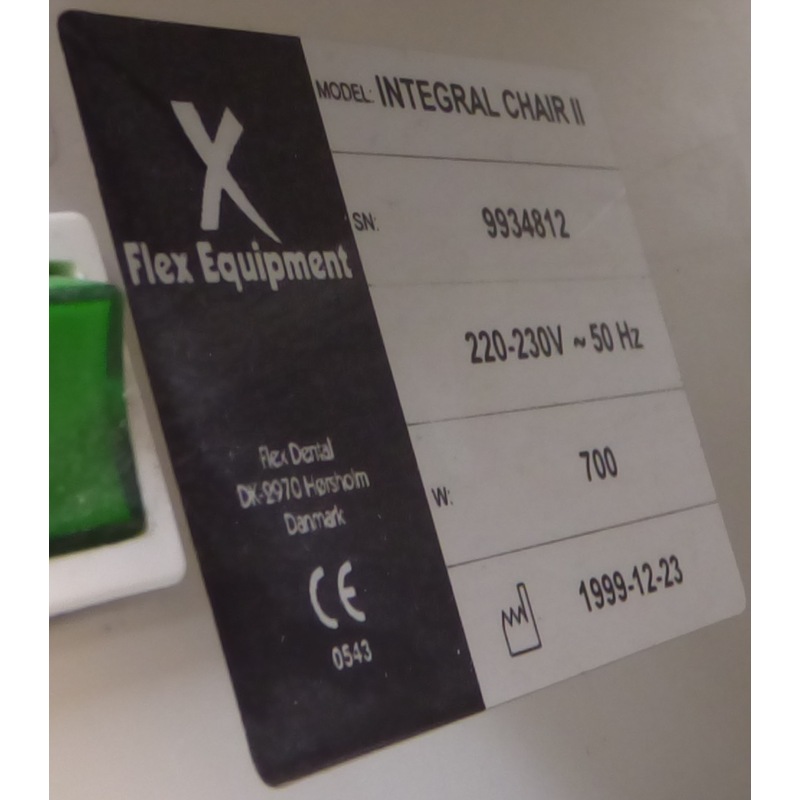 Flex Equipment
Flex Dental
DK-2970 Hørsholm
Danmark
CE
0543
MODEL: INTEGRAL CHAIR II
SN: 9934812
220-230V ~ 50 Hz
W: 700
1999-12-23